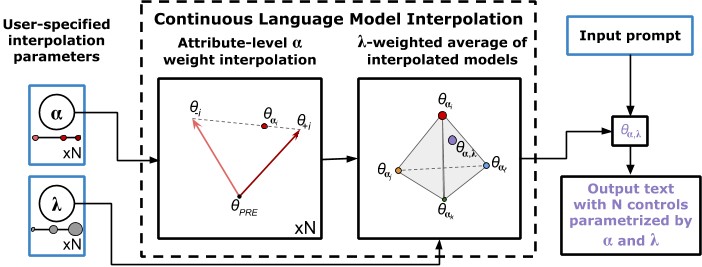 User-specified
interpolation
parameters
α
xN
λ
xN
Continuous Language Model Interpolation
Attribute-level α
weight interpolation
θ-i
θαi
θ+i
θPRE
xN
λ-weighted average of
interpolated models
θαi
θα,λ
θαj
θαℓ
θαk
Input prompt
θα,λ
Output text
with N controls
parametrized by
α and λ